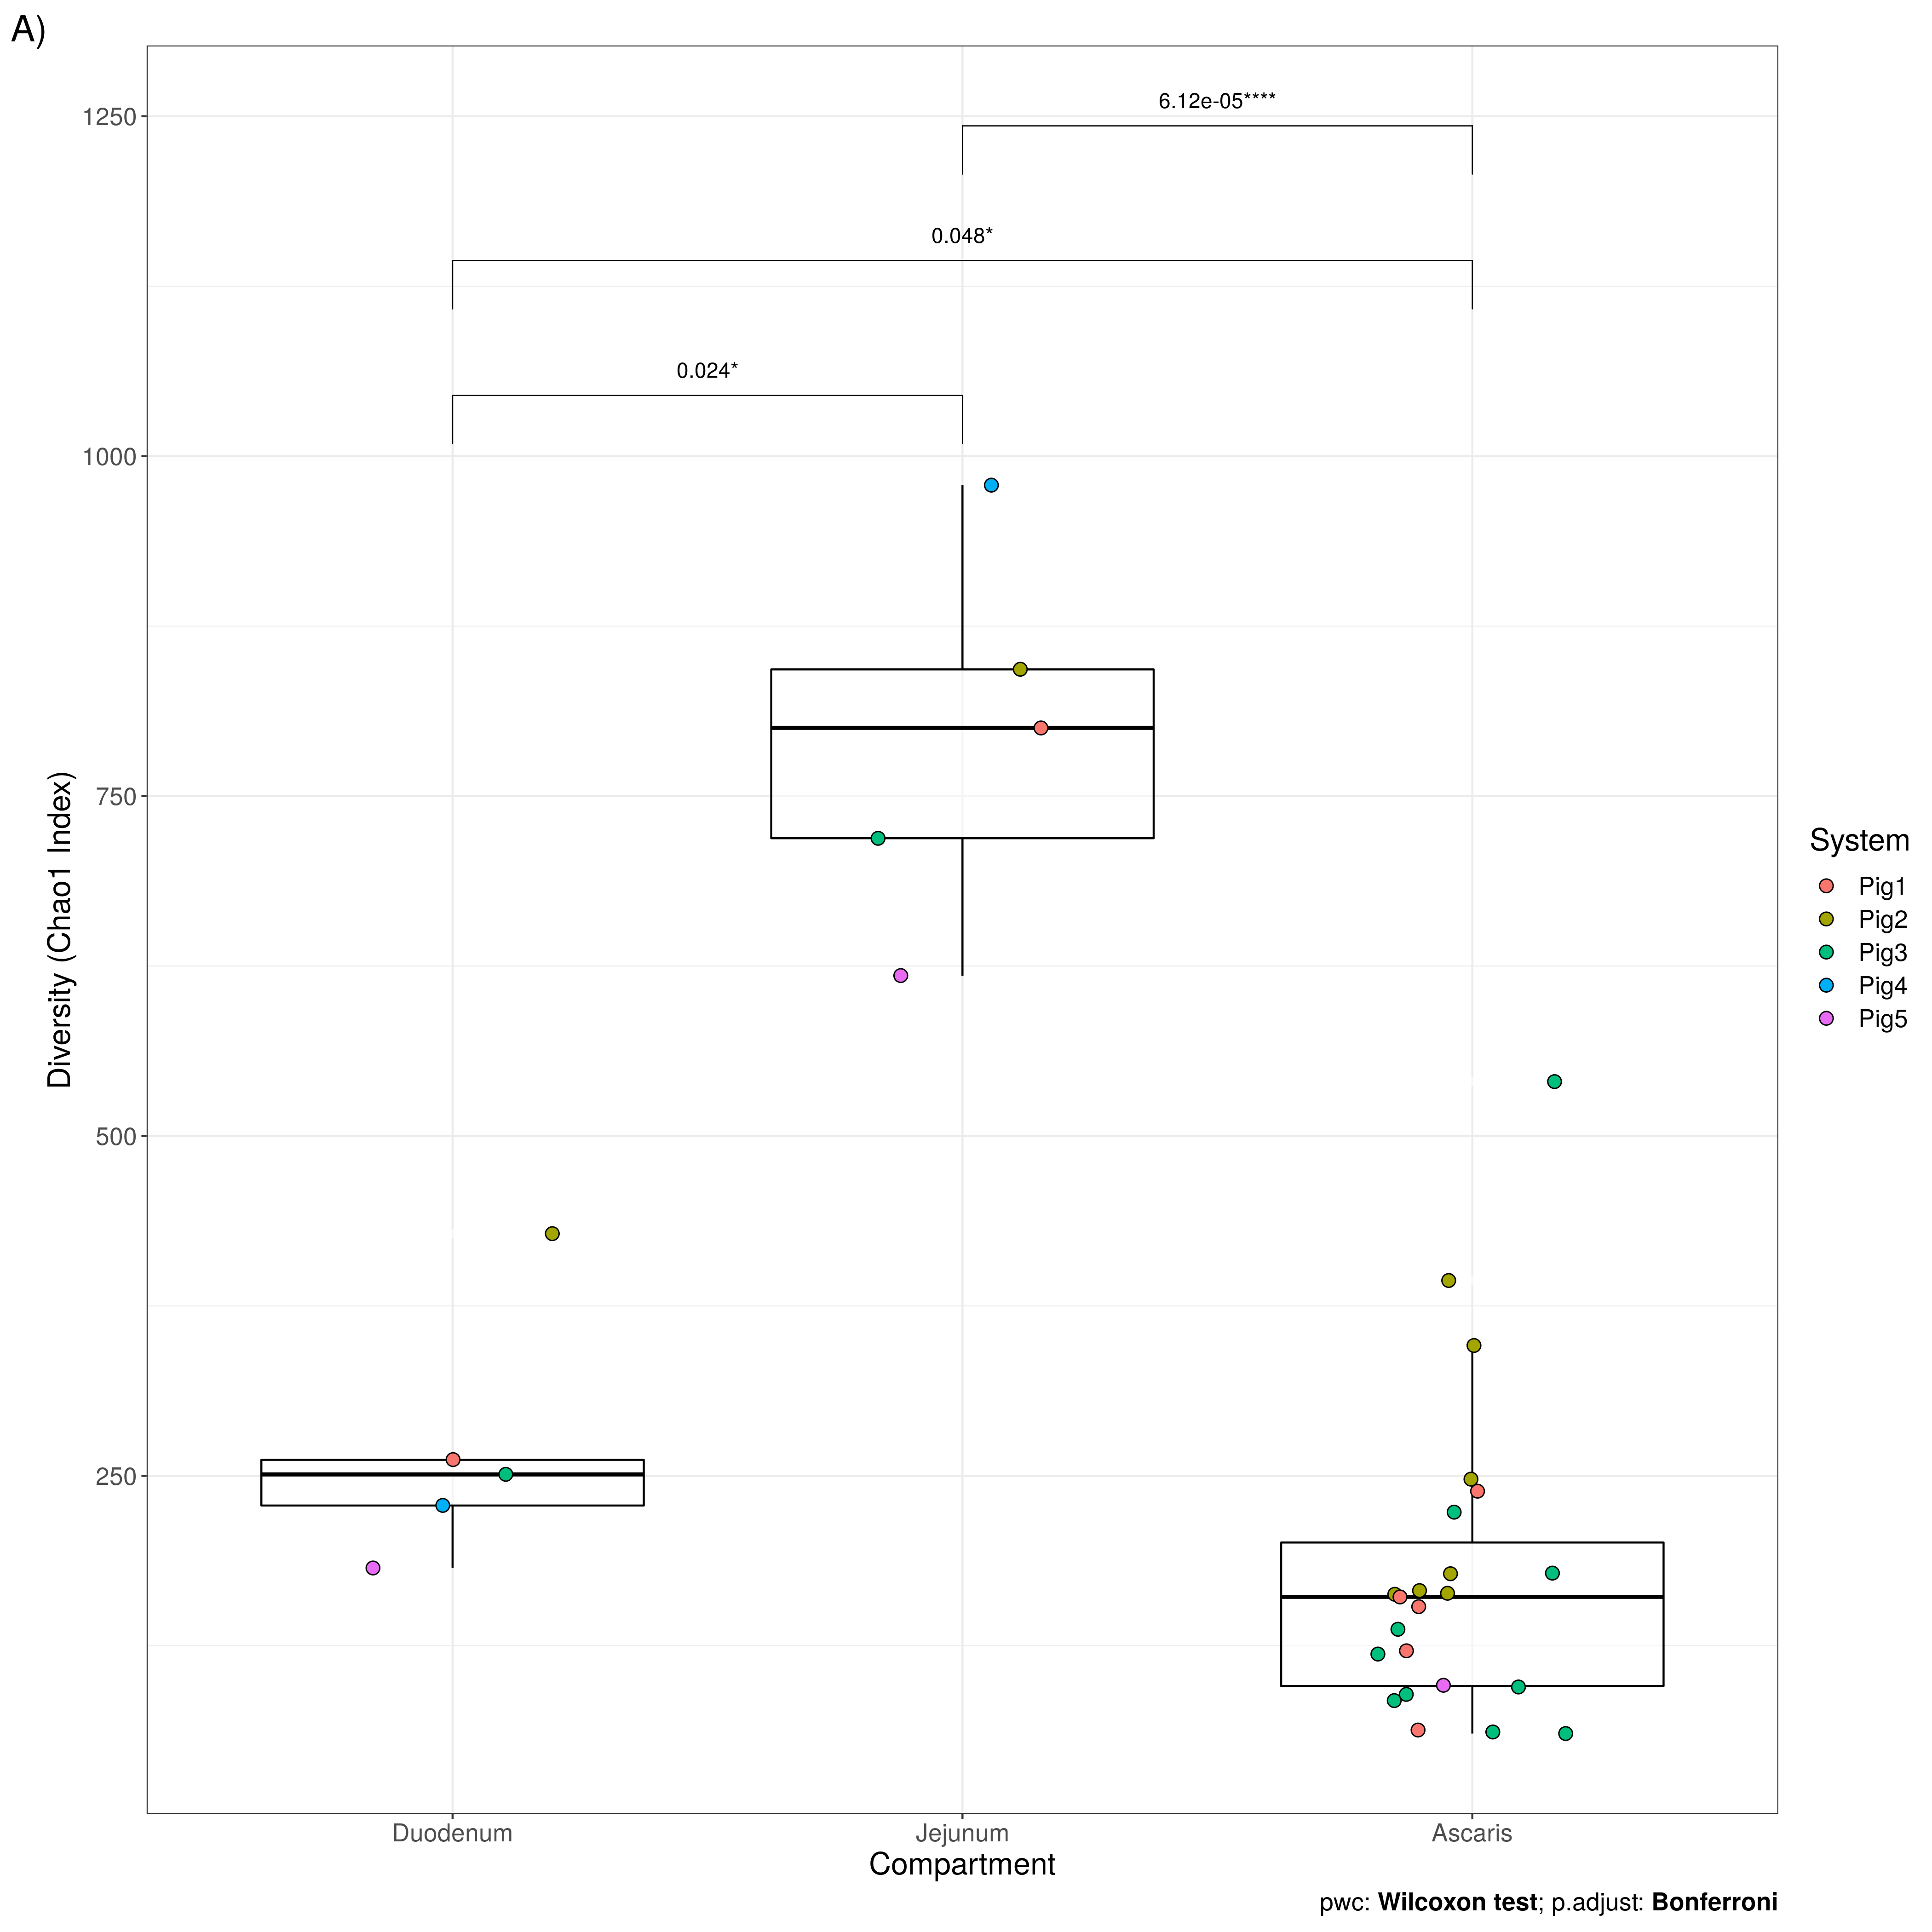 A)
1250
6.12e-05****
0.048*
0.024*
1000
750
500
250
Diversity (Chao1 Index)
System
Pig1
Pig2
Pig3
Pig4
Pig5
Duodenum Jejunum Ascaris
Compartment
pwc: Wilcoxon test; p.adjust: Bonferroni